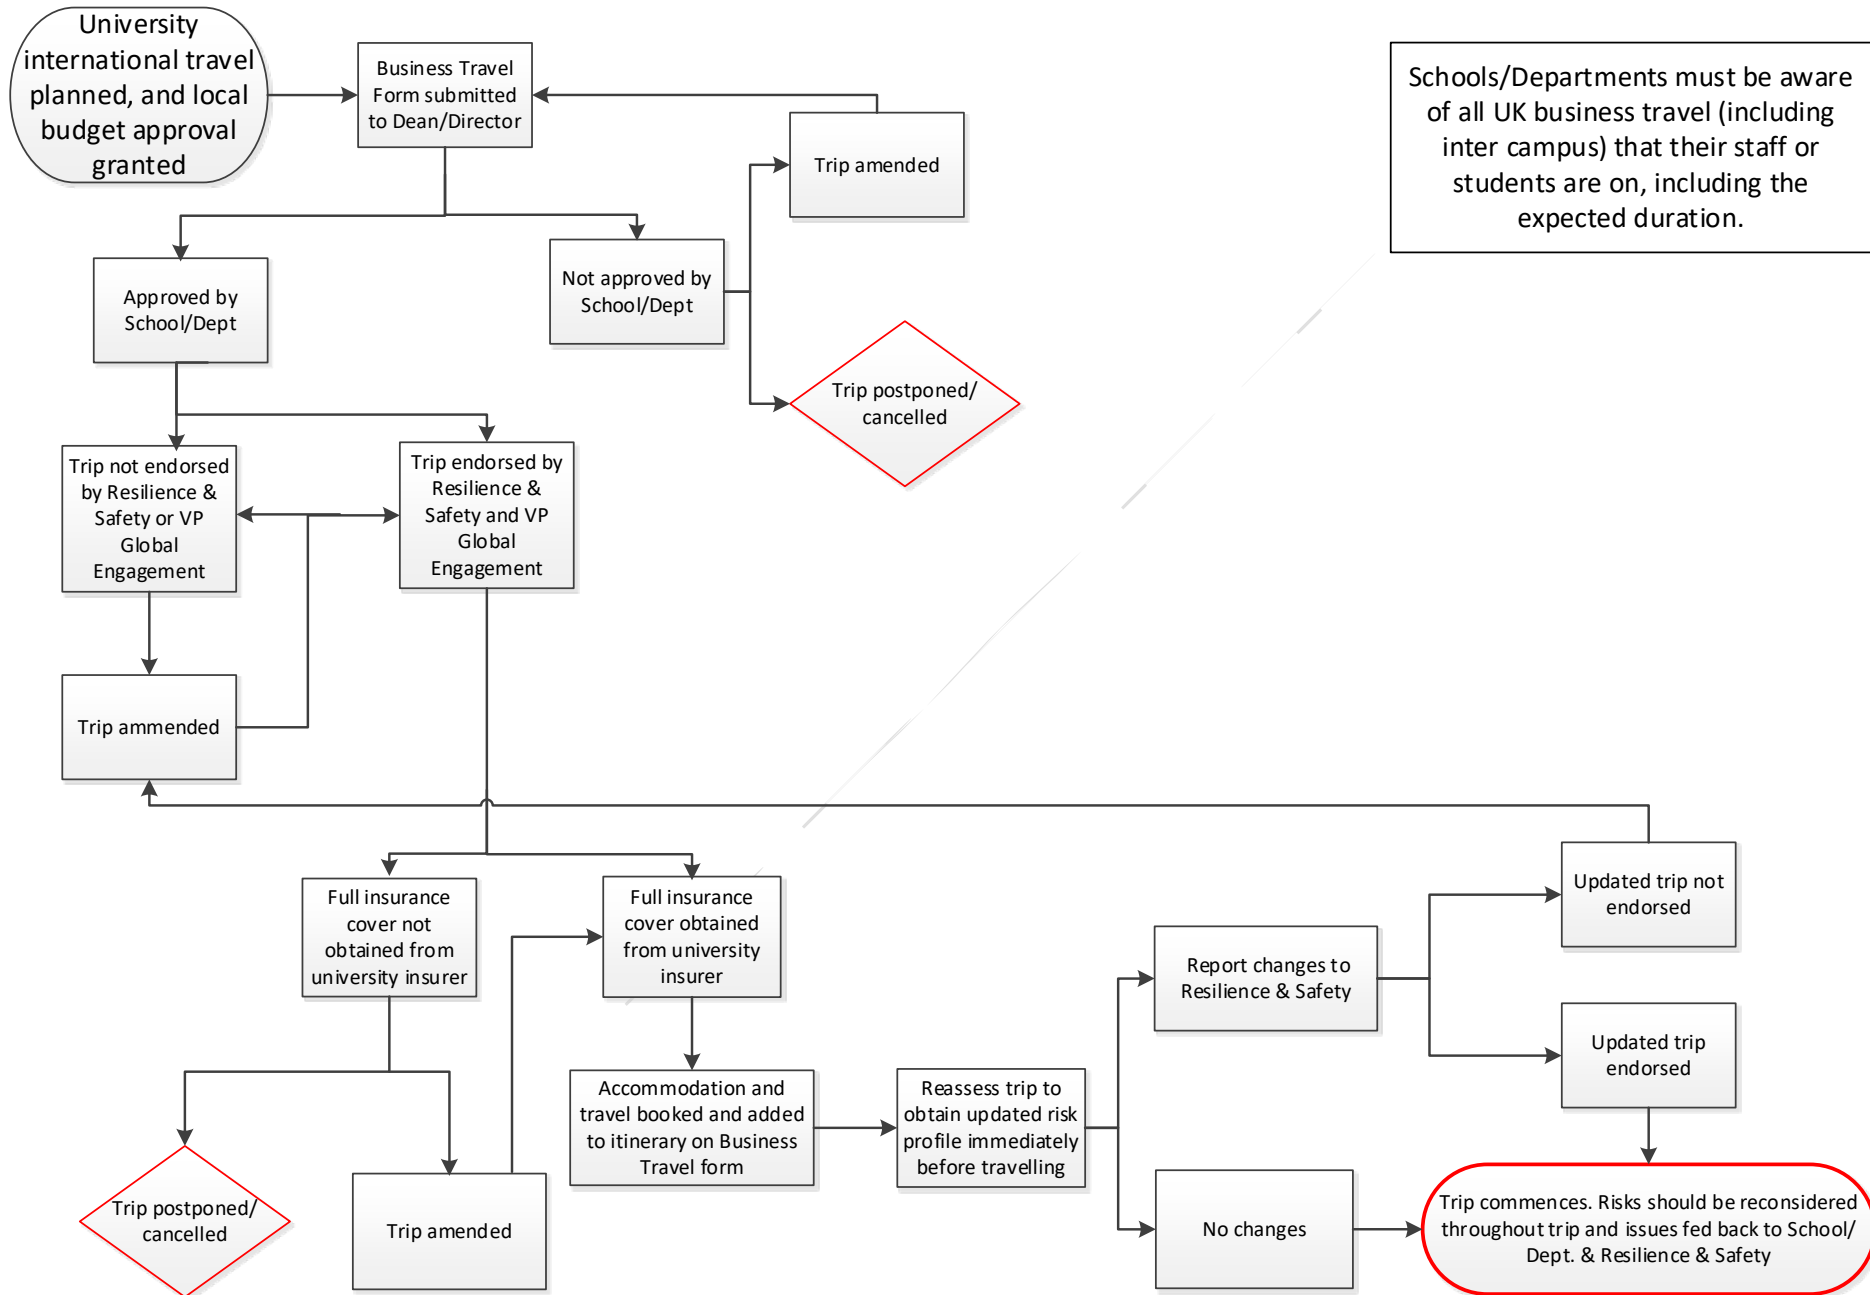 University
international travel
planned, and local
budget approval
granted
Business Travel
Form submitted
to Dean/Director
Trip amended
Schools/Departments must be aware
of all UK business travel (including
inter campus) that their staff or
students are on, including the
expected duration.
Approved by
School/Dept
Not approved by
School/Dept
Trip postponed/
cancelled
Trip not endorsed
by Resilience &
Safety or VP
Global
Engagement
Trip endorsed by
Resilience &
Safety and VP
Global
Engagement
Trip ammended
Full insurance
cover not
obtained from
university insurer
Full insurance
cover obtained
from university
insurer
Updated trip not
endorsed
Report changes to
Resilience & Safety
Updated trip
endorsed
Accommodation and
travel booked and added
to itinerary on Business
Travel form
Reassess trip to
obtain updated risk
profile immediately
before travelling
Trip postponed/
cancelled
Trip amended
No changes
Trip commences. Risks should be reconsidered
throughout trip and issues fed back to School/
Dept. & Resilience & Safety